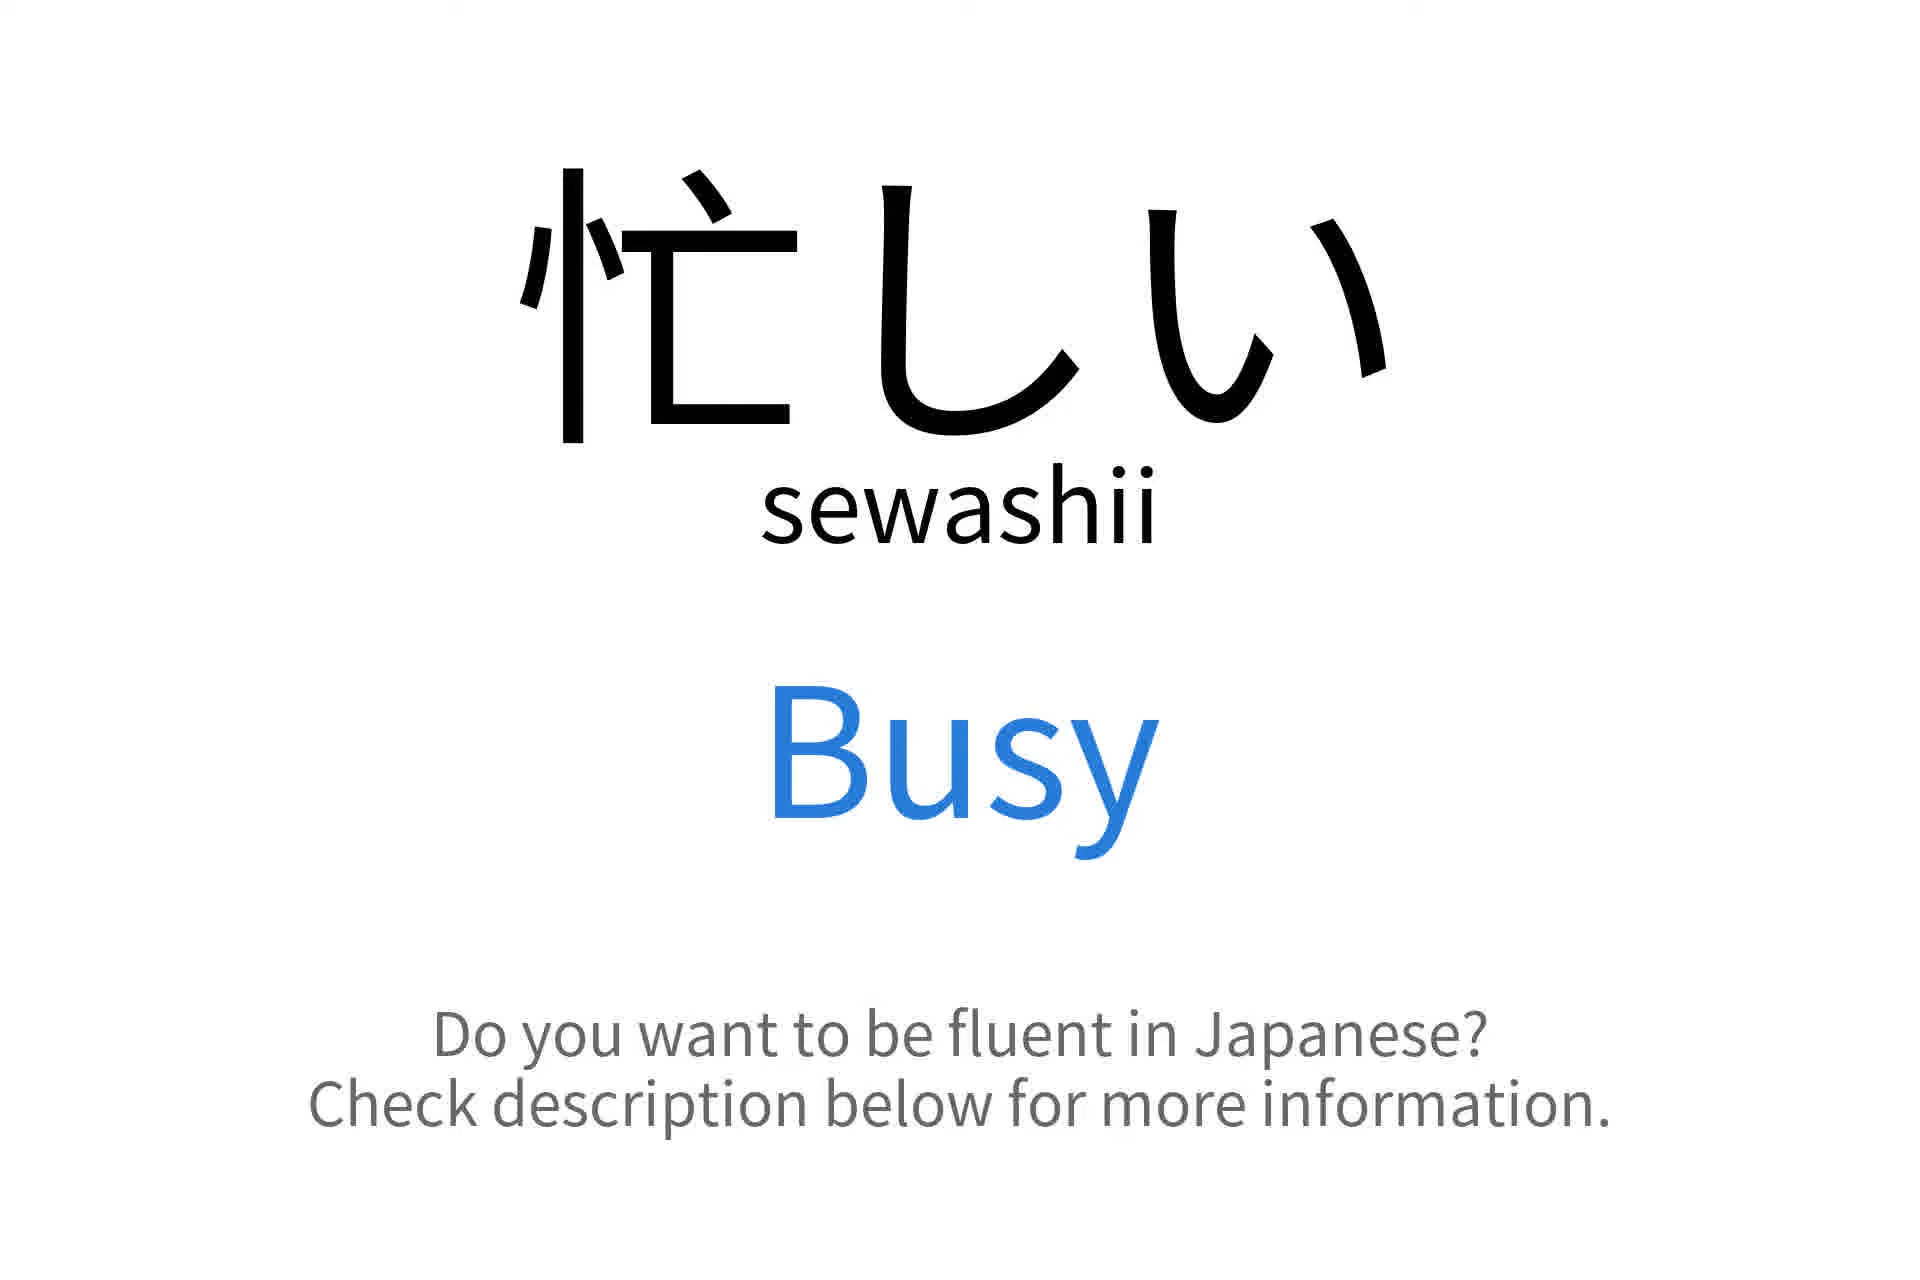 忙しい
sewashii
Busy
Do you want to be fluent in Japanese?
Check description below for more information.